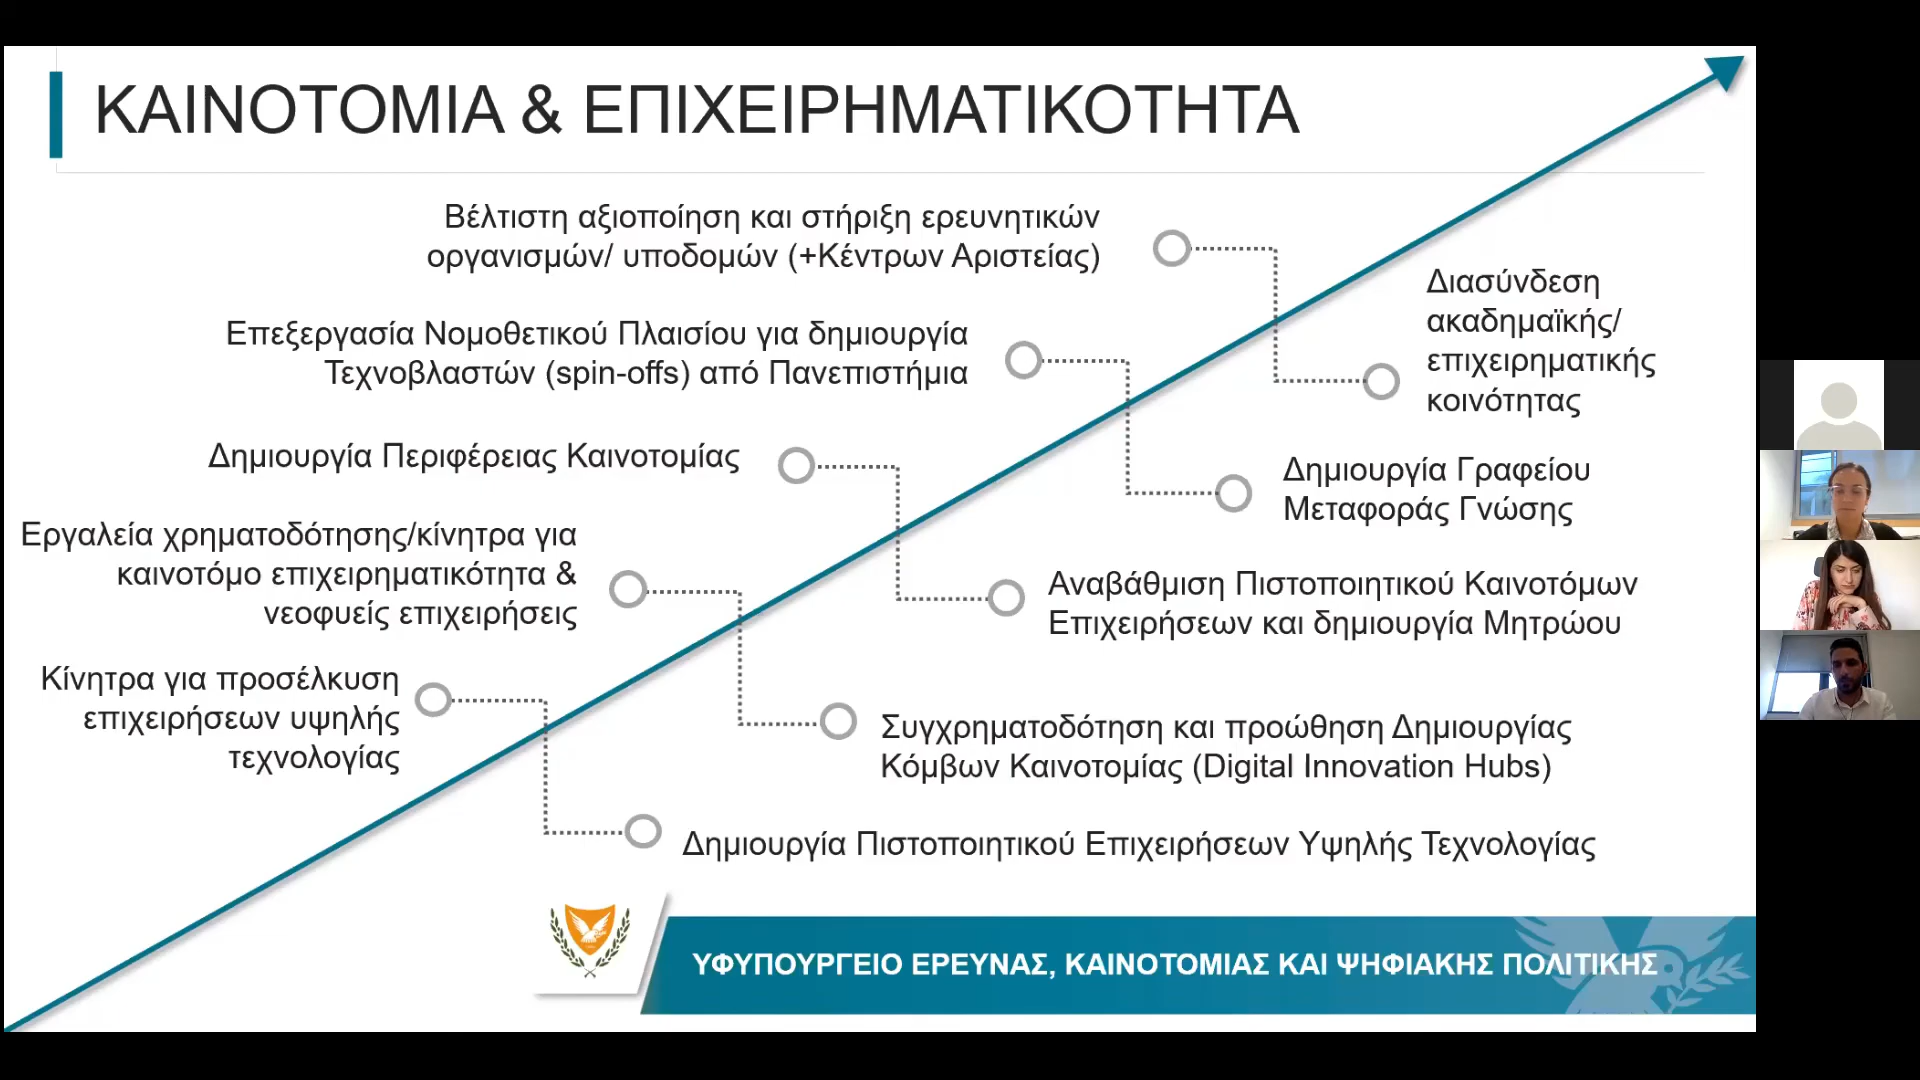 ΚΑΙΝΟΤΟΜΙΑ & ΕΠΙΧΕΙΡΗΜΑΤΙΚΟΤΗΤΑ
Βέλτιστη αξιοποίηση και στήριξη ερευνητικών
οργανισμών/ υποδομών (+Κέντρων Αριστείας)
Διασύνδεση
ακαδημαϊκής/
επιχειρηματικής
κοινότητας
Επεξεργασία Νομοθετικού Πλαισίου για δημιουργία
Τεχνοβλαστών (spin-offs) από Πανεπιστήμια
Δημιουργία Γραφείου
Μεταφοράς Γνώσης
Δημιουργία Περιφέρειας Καινοτομίας
Αναβάθμιση Πιστοποιητικού Καινοτόμων
Επιχειρήσεων και δημιουργία Μητρώου
Εργαλεία χρηματοδότησης/κίνητρα για
καινοτόμο επιχειρηματικότητα &
νεοφυείς επιχειρήσεις
Συγχρηματοδότηση και προώθηση Δημιουργίας
Κόμβων Καινοτομίας (Digital Innovation Hubs)
Κίνητρα για προσέλκυση
επιχειρήσεων υψηλής
τεχνολογίας
Δημιουργία Πιστοποιητικού Επιχειρήσεων Υψηλής Τεχνολογίας
ΥΦΥΠΟΥΡΓΕΙΟ ΕΡΕΥΝΑΣ, ΚΑΙΝΟΤΟΜΙΑΣ ΚΑΙ ΨΗΦΙΑΚΗΣ ΠΟΛΙΤΙΚΗΣ